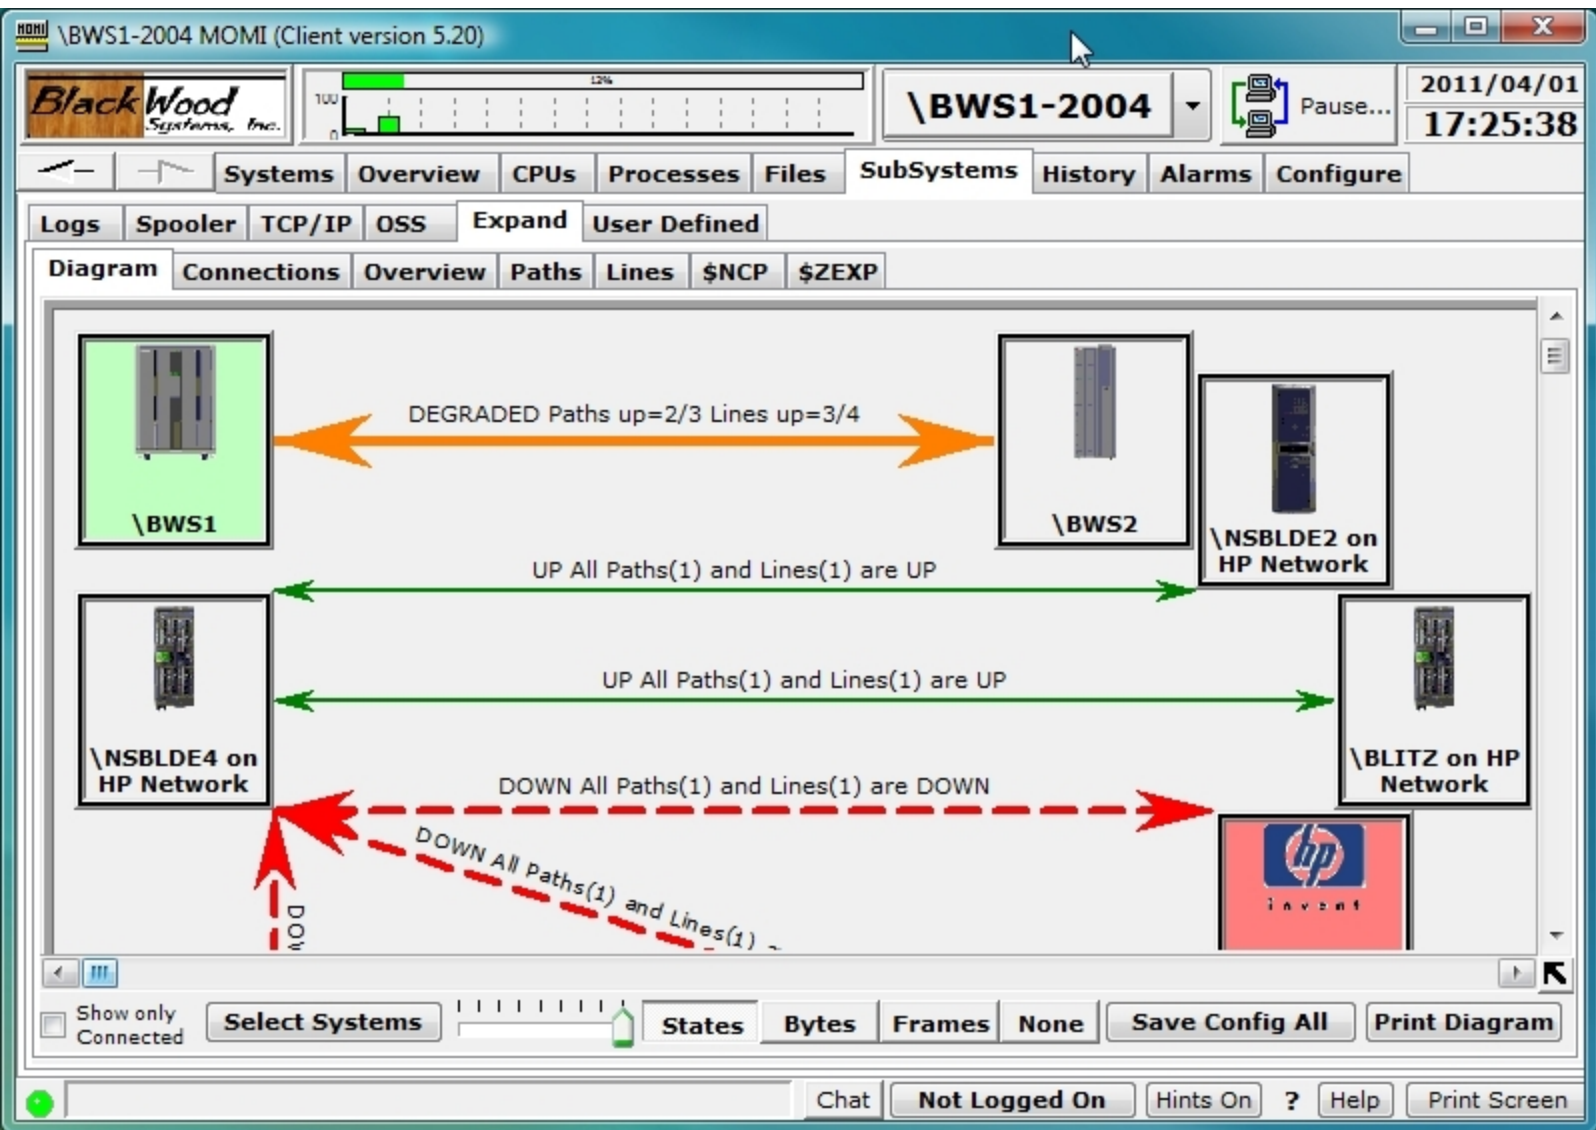 MOMI
\BWS1-2004 MOMI (Client version 5.20)
BlackWood
Systems, Inc.
12%
100
0
\BWS1-2004
Pause...
2011/04/01
17:25:38
Systems Overview CPUs Processes Files SubSystems History Alarms Configure
Logs Spooler TCP/IP OSS Expand User Defined
Diagram Connections Overview Paths Lines $NCP $ZEXP
DEGRADED Paths up=2/3 Lines up=3/4
\BWS1
\BWS2
\NSBLDE2 on
HP Network
UP All Paths(1) and Lines(1) are UP
UP All Paths(1) and Lines(1) are UP
\NSBLDE4 on
HP Network
\BLITZ on HP
Network
DOWN All Paths(1) and Lines(1) are DOWN
DOWN All Paths(1) and Lines(1)
DOW
hp
invent
Show only
Connected
Select Systems
States Bytes Frames None Save Config All Print Diagram
Chat Not Logged On Hints On ? Help Print Screen